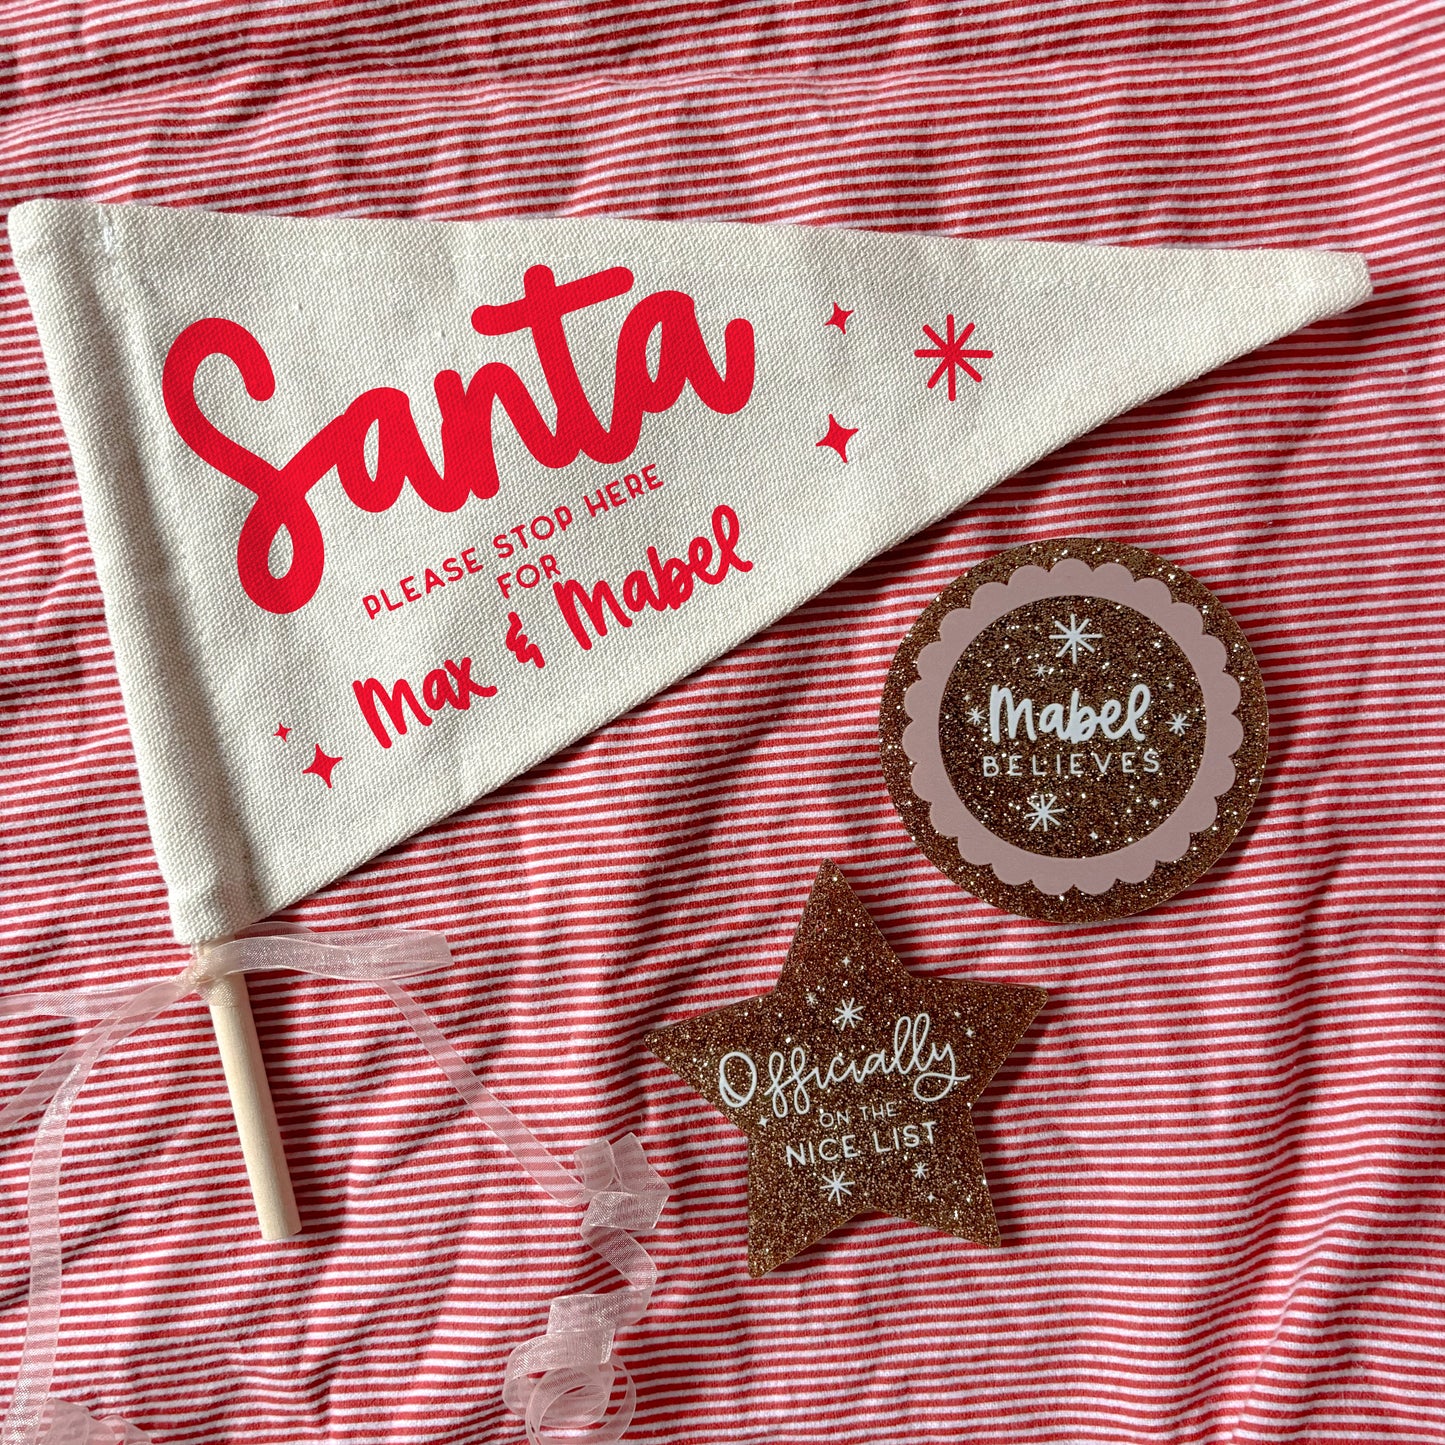 Santa
PLEASE STOP HERE
FOR
Max & Mabel
Mabel
BELIEVES
Officially
ON THE
NICE LIST